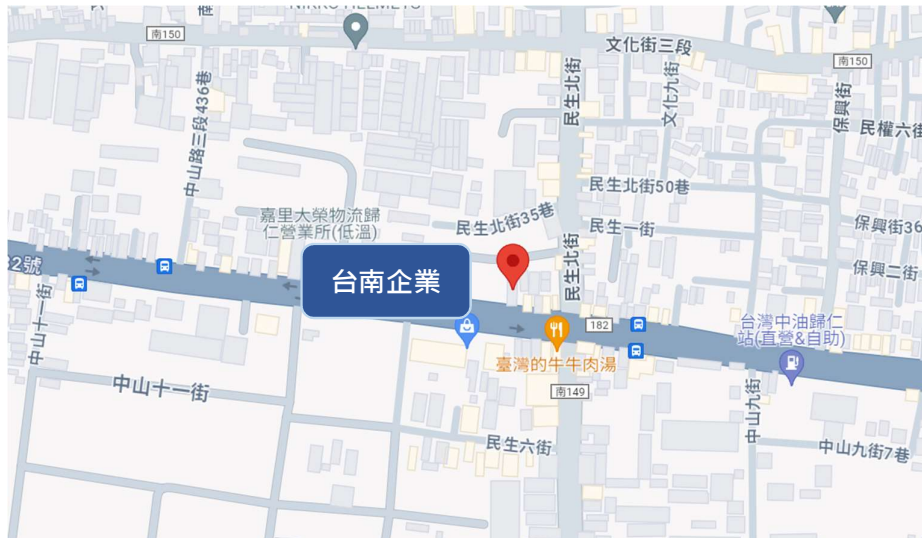 南150
文化街三段
南150
民生北街
文化九街
保興街
民權六街
中山路三段436巷
民生北街50巷
嘉里大榮物流歸
仁營業所(低溫)
民生北街35巷
民生一街
保興街36
民生北街
保興二街
2號
台南企業
182
台灣中油歸仁
站(直營&自助)
中山十一街
臺灣的牛牛肉湯
中山十一街
南149
中山九街
民生六街
中山九街7巷